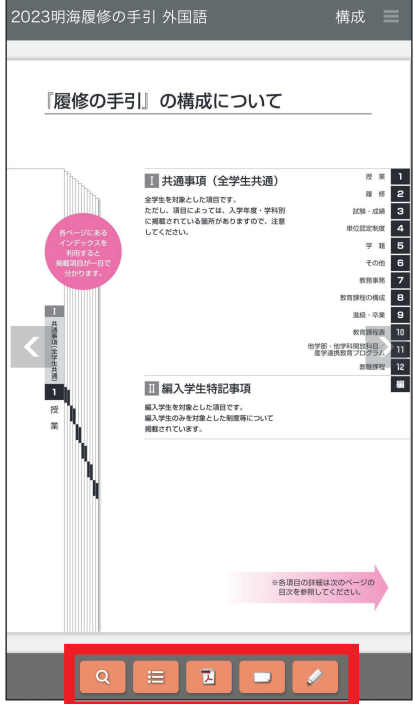 2023明海履修の手引 外国語
構成
『履修の手引』の構成について
各ページにある
インデックスを
利用すると
掲載項目が一目で
分かります。
I
共通事項(全学生共通)
1
授業
I 共通事項（全学生共通）
全学生を対象とした項目です。
ただし、項目によっては、入学年度・学科別
に掲載されている箇所がありますので、注意
してください。
授 業 1
履 修 2
試験・成績 3
単位認定制度 4
学 籍 5
その他 6
教務事務 7
教育課程の構成 8
進級・卒業 9
教育課程表 10
他学部・他学科開放科目／
産学連携教育プログラム 11
教職課程 12
編
II 編入学生特記事項
編入学生を対象とした項目です。
編入学生のみを対象とした制度等について
掲載されています。
※各項目の詳細は次のページの
目次を参照してください。